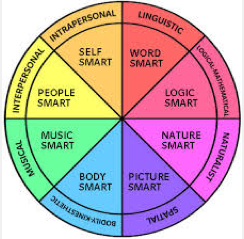 INTRAPERSONAL
LINGUISTIC
LOGICAL-MATHEMATICAL
NATURALIST
SPATIAL
BODILY-KINESTHETIC
MUSICAL
INTERPERSONAL
SELF
SMART
WORD
SMART
PEOPLE
SMART
LOGIC
SMART
MUSIC
SMART
NATURE
SMART
BODY
SMART
PICTURE
SMART